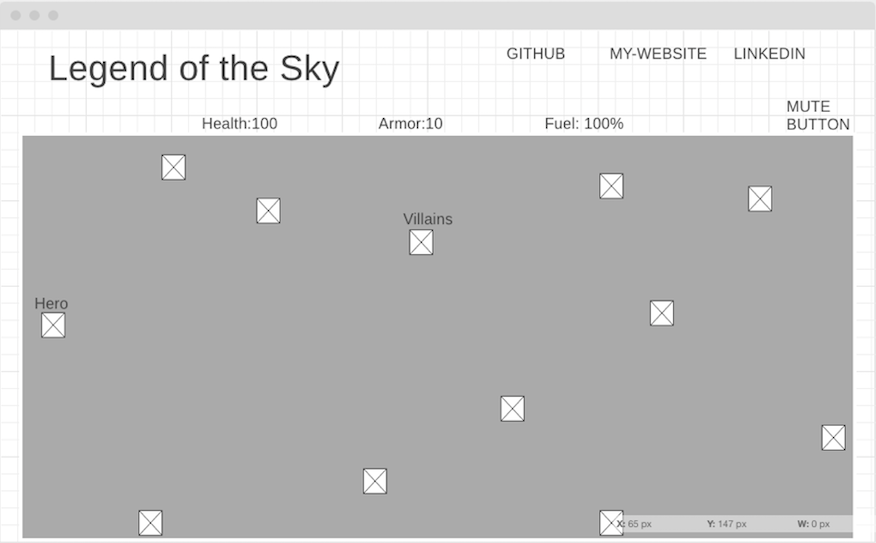 Legend of the Sky
GITHUB
MY-WEBSITE
LINKEDIN
MUTE
BUTTON
Health:100
Armor:10
Fuel: 100%
Villains
Hero
X: 65 px
Y: 147 px
W: 0 px